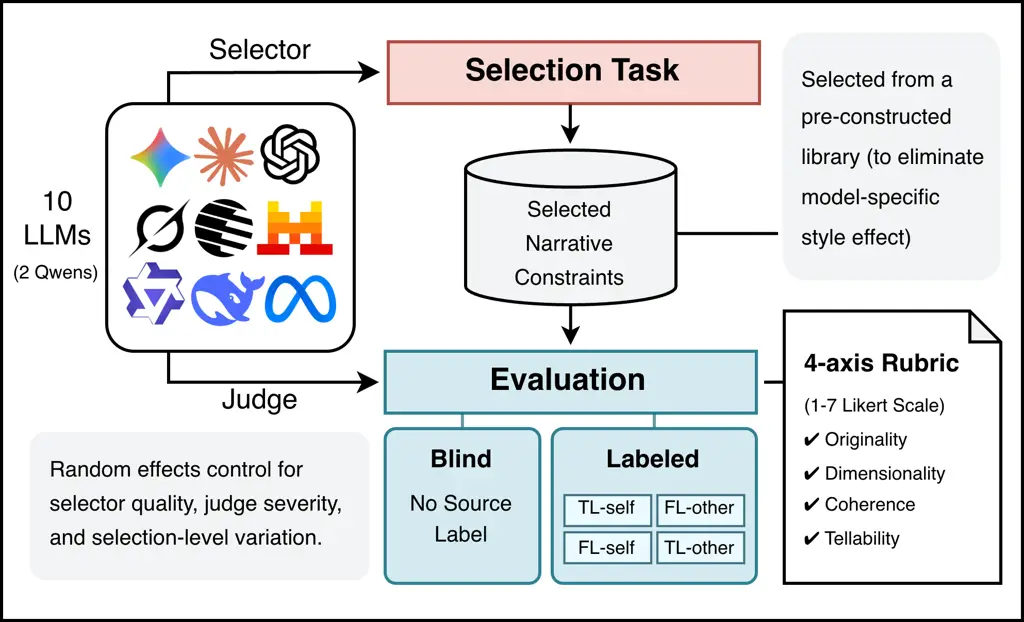 Selector
Selection Task
10
LLMs
(2 Qwens)
Selected
Narrative
Constraints
Selected from a
pre-constructed
library (to eliminate
model-specific
style effect)
Judge
Evaluation
Blind
No Source
Label
Labeled
TL-self
FL-other
FL-self
TL-other
4-axis Rubric
(1-7 Likert Scale)
✔ Originality
✔ Dimensionality
✔ Coherence
✔ Tellability
Random effects control for
selector quality, judge severity,
and selection-level variation.